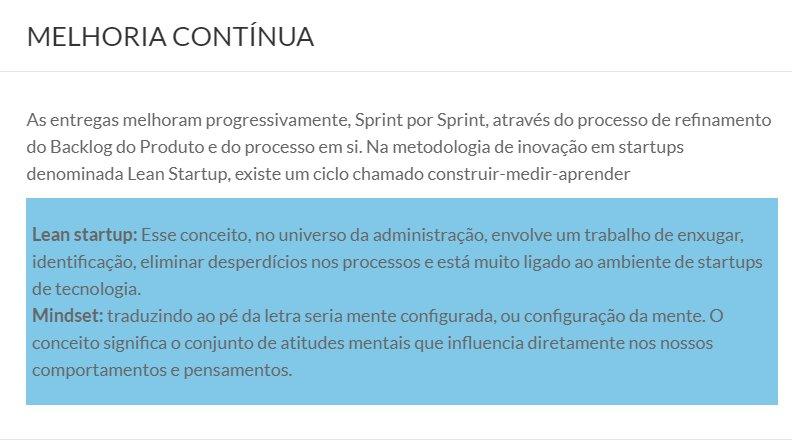 MELHORIA CONTÍNUA
As entregas melhoram progressivamente, Sprint por Sprint, através do processo de refinamento
do Backlog do Produto e do processo em si. Na metodologia de inovação em startups
denominada Lean Startup, existe um ciclo chamado construir-medir-aprender
Lean startup: Esse conceito, no universo da administração, envolve um trabalho de enxugar,
identificação, eliminar desperdícios nos processos e está muito ligado ao ambiente de startups
de tecnologia.
Mindset: traduzindo ao pé da letra seria mente configurada, ou configuração da mente. O
conceito significa o conjunto de atitudes mentais que influencia diretamente nos nossos
comportamentos e pensamentos.